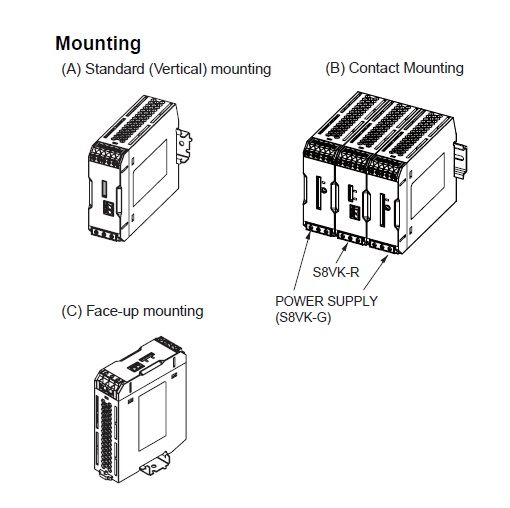 Mounting
(A) Standard (Vertical) mounting
(B) Contact Mounting
S8VK-R
POWER SUPPLY
(S8VK-G)
(C) Face-up mounting